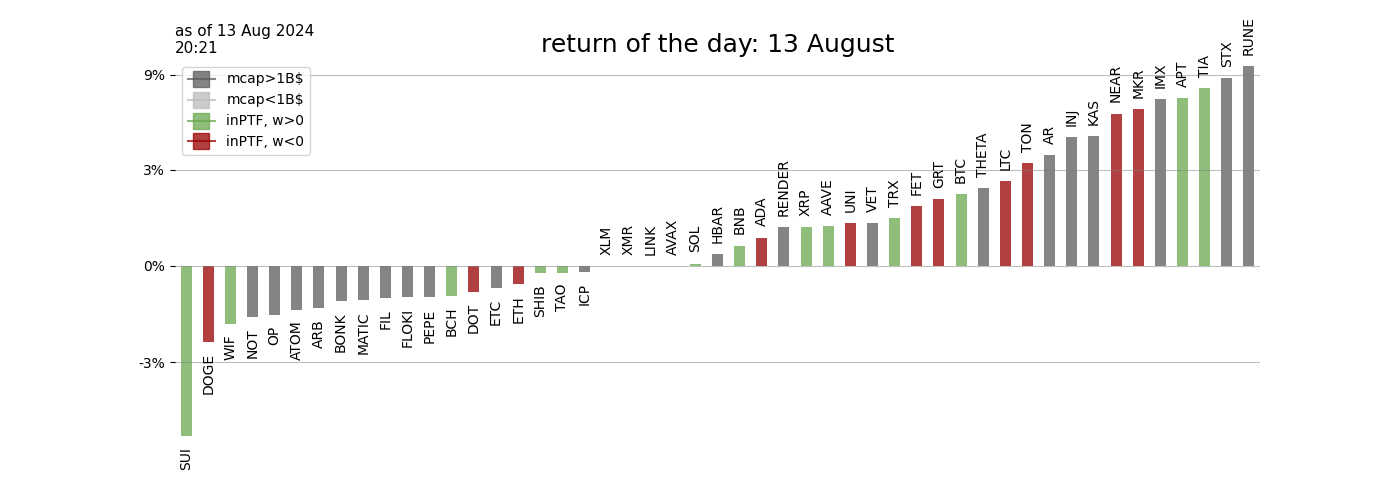 as of 13 Aug 2024
20:21
return of the day: 13 August
mcap>1B$
mcap<1B$
inPTF, w>0
inPTF, w<0
9%
3%
0%
-3%
SUI
DOGE
WIF
NOT
OP
ATOM
ARB
BONK
MATIC
FIL
FLOKI
PEPE
BCH
DOT
ETC
ETH
SHIB
TAO
ICP
XLM
XMR
LINK
AVAX
SOL
HBAR
BNB
ADA
RENDER
XRP
AAVE
UNI
VET
TRX
FET
GRT
BTC
THETA
LTC
TON
AR
INJ
KAS
NEAR
MKR
IMX
APT
TIA
STX
RUNE